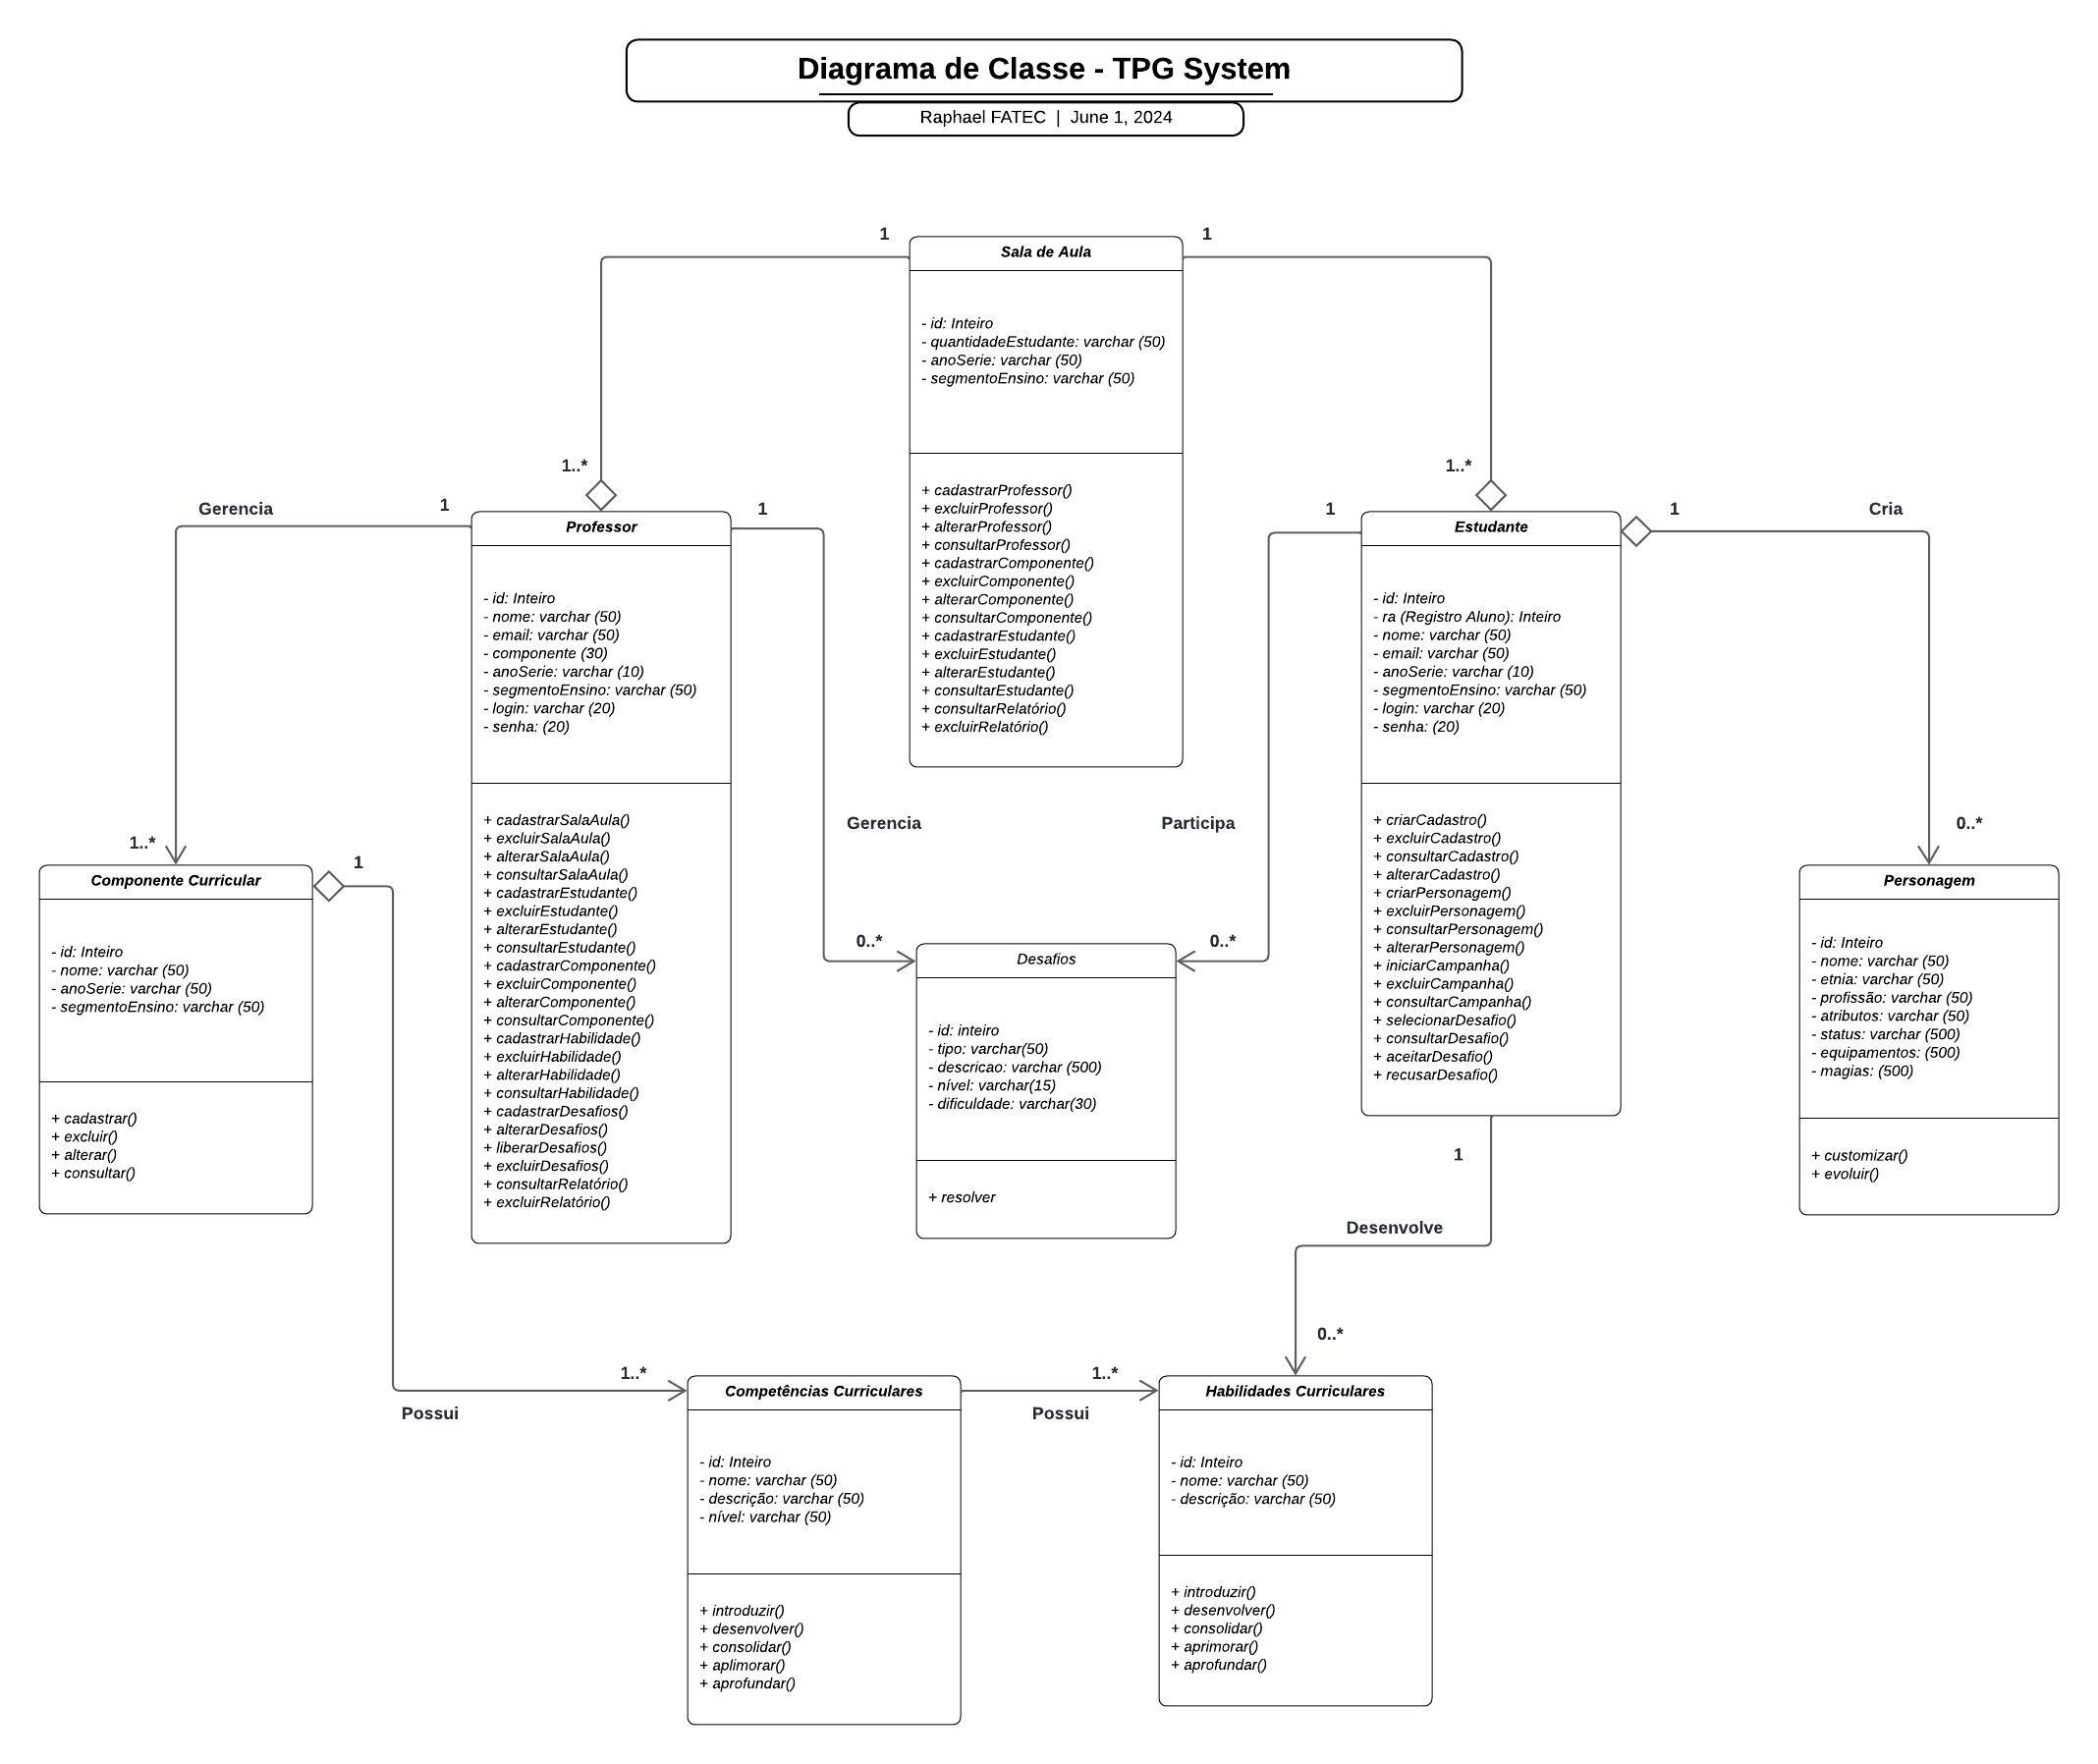 Diagrama de Classe - TPG System
Raphael FATEC | June 1, 2024
1
1
Sala de Aula
- id: Inteiro
- quantidadeEstudante: varchar (50)
- anoSerie: varchar (50)
- segmentoEnsino: varchar (50)
+ cadastrarProfessor()
+ excluirProfessor()
+ alterarProfessor()
+ consultarProfessor()
+ cadastrarComponente()
+ excluirComponente()
+ alterarComponente()
+ consultarComponente()
+ cadastrarEstudante()
+ excluirEstudante()
+ alterarEstudante()
+ consultarEstudante()
+ consultarRelatório()
+ excluirRelatório()
1..*
1..*
Gerencia
1
1
1
1
Cria
Professor
- id: Inteiro
- nome: varchar (50)
- email: varchar (50)
- componente (30)
- anoSerie: varchar (10)
- segmentoEnsino: varchar (50)
- login: varchar (20)
- senha: (20)
+ cadastrarSalaAula()
+ excluirSalaAula()
+ alterarSalaAula()
+ consultarSalaAula()
+ cadastrarEstudante()
+ excluirEstudante()
+ alterarEstudante()
+ consultarEstudante()
+ cadastrarComponente()
+ excluirComponente()
+ alterarComponente()
+ consultarComponente()
+ cadastrarHabilidade()
+ excluirHabilidade()
+ alterarHabilidade()
+ consultarHabilidade()
+ cadastrarDesafios()
+ alterarDesafios()
+ liberarDesafios()
+ excluirDesafios()
+ consultarRelatório()
+ excluirRelatório()
Estudante
- id: Inteiro
- ra (Registro Aluno): Inteiro
- nome: varchar (50)
- email: varchar (50)
- anoSerie: varchar (10)
- segmentoEnsino: varchar (50)
- login: varchar (20)
- senha: (20)
+ criarCadastro()
+ excluirCadastro()
+ consultarCadastro()
+ alterarCadastro()
+ criarPersonagem()
+ excluirPersonagem()
+ consultarPersonagem()
+ alterarPersonagem()
+ iniciarCampanha()
+ excluirCampanha()
+ consultarCampanha()
+ selecionarDesafio()
+ consultarDesafio()
+ aceitarDesafio()
+ recusarDesafio()
Gerencia
Participa
0..*
1..*
1
Componente Curricular
- id: Inteiro
- nome: varchar (50)
- anoSerie: varchar (50)
- segmentoEnsino: varchar (50)
+ cadastrar()
+ excluir()
+ alterar()
+ consultar()
0..*
0..*
Desafios
- id: inteiro
- tipo: varchar(50)
- descricao: varchar (500)
- nível: varchar(15)
- dificuldade: varchar(30)
+ resolver
Personagem
- id: Inteiro
- nome: varchar (50)
- etnia: varchar (50)
- profissão: varchar (50)
- atributos: varchar (50)
- status: varchar (500)
- equipamentos: (500)
- magias: (500)
+ customizar()
+ evoluir()
1
Desenvolve
0..*
1..*
Possui
1..*
Possui
Competências Curriculares
- id: Inteiro
- nome: varchar (50)
- descrição: varchar (50)
- nível: varchar (50)
+ introduzir()
+ desenvolver()
+ consolidar()
+ aplimorar()
+ aprofundar()
Habilidades Curriculares
- id: Inteiro
- nome: varchar (50)
- descrição: varchar (50)
+ introduzir()
+ desenvolver()
+ consolidar()
+ aprimorar()
+ aprofundar()